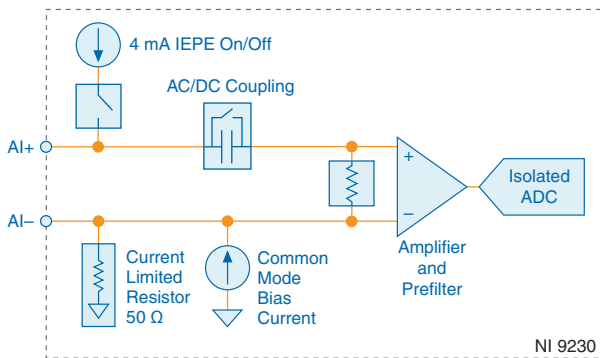 4 mA IEPE On/Off
AC/DC Coupling
AI+
+
Isolated
ADC
AI–
–
Amplifier
and
Prefilter
Current
Limited
Resistor
50 Ω
Common
Mode
Bias
Current
NI 9230